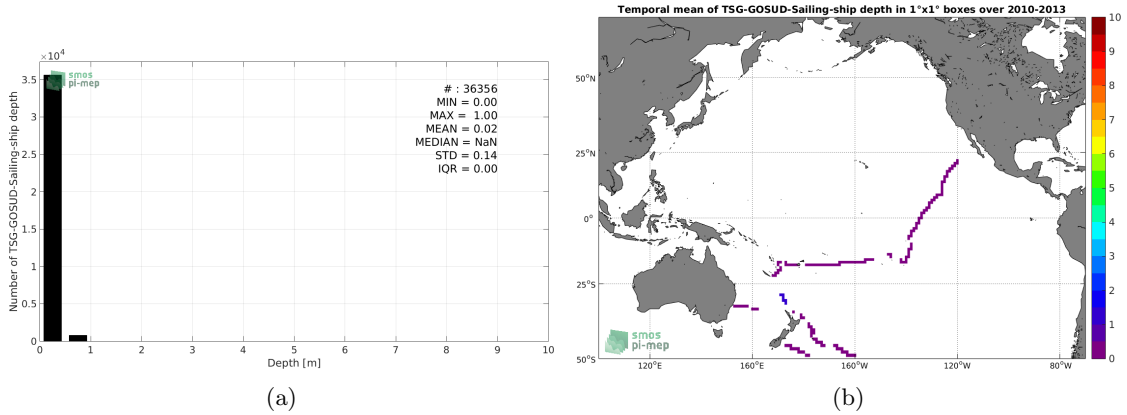 ×10⁴
smos
pi-mep
# : 36356
MIN = 0.00
MAX = 1.00
MEAN = 0.02
MEDIAN = NaN
STD = 0.14
IQR = 0.00
Number of TSG-GOSUD-Sailing-ship depth
3.5
3
2.5
2
1.5
1
0.5
0
0 1 2 3 4 5 6 7 8 9 10
Depth [m]
(a)
Temporal mean of TSG-GOSUD-Sailing-ship depth in 1°x1° boxes over 2010-2013
50°N
25°N
0°
25°S
50°S
120°E 160°E 160°W 120°W 80°W
smos
pi-mep
10
9
8
7
6
5
4
3
2
1
0
(b)